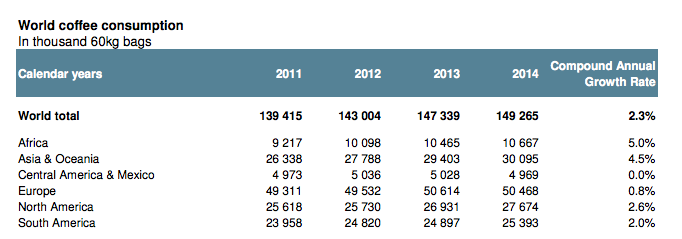 World coffee consumption
In thousand 60kg bags
Calendar years 2011 2012 2013 2014 Compound Annual Growth Rate
World total 139 415 143 004 147 339 149 265 2.3%
Africa 9 217 10 098 10 465 10 667 5.0%
Asia & Oceania 26 338 27 788 29 403 30 095 4.5%
Central America & Mexico 4 973 5 036 5 028 4 969 0.0%
Europe 49 311 49 532 50 614 50 468 0.8%
North America 25 618 25 730 26 931 27 674 2.6%
South America 23 958 24 820 24 897 25 393 2.0%